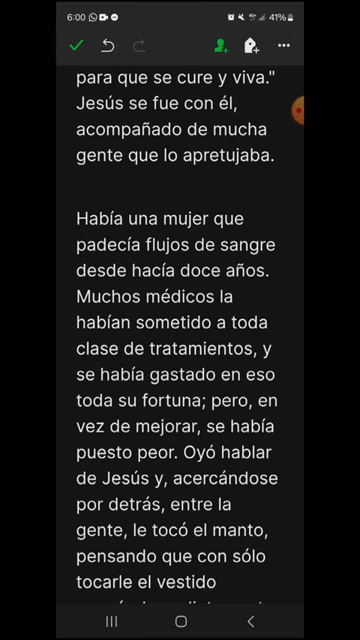 6:00
41%
para que se cure y viva."
Jesús se fue con él,
acompañado de mucha
gente que lo apretujaba.
Había una mujer que
padecía flujos de sangre
desde hacía doce años.
Muchos médicos la
habían sometido a toda
clase de tratamientos, y
se había gastado en eso
toda su fortuna; pero, en
vez de mejorar, se había
puesto peor. Oyó hablar
de Jesús y, acercándose
por detrás, entre la
gente, le tocó el manto,
pensando que con sólo
tocarle el vestido